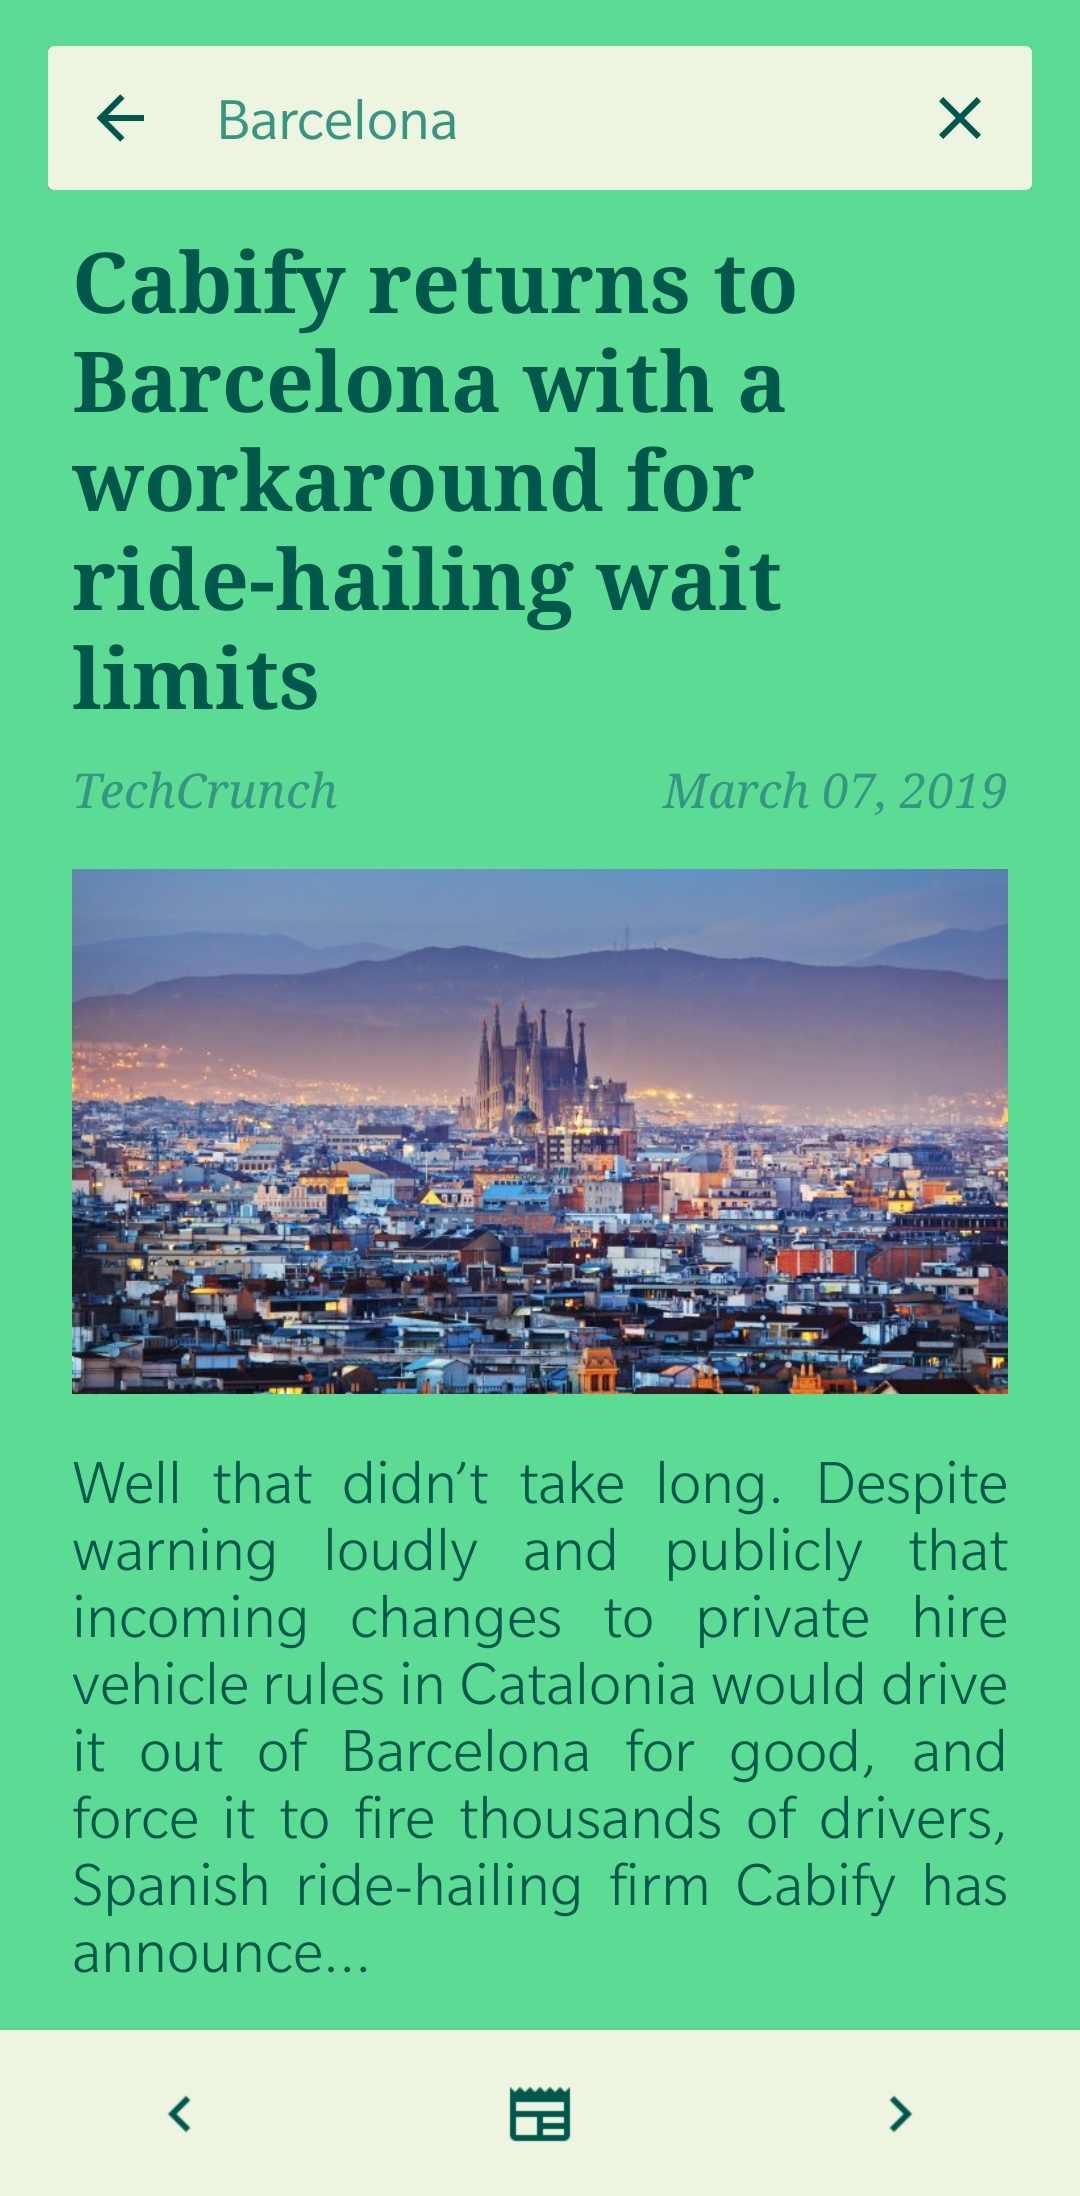 Barcelona
Cabify returns to
Barcelona with a
workaround for
ride-hailing wait
limits
TechCrunch
March 07, 2019
Well that didn’t take long. Despite
warning loudly and publicly that
incoming changes to private hire
vehicle rules in Catalonia would drive
it out of Barcelona for good, and
force it to fire thousands of drivers,
Spanish ride-hailing firm Cabify has
announce...